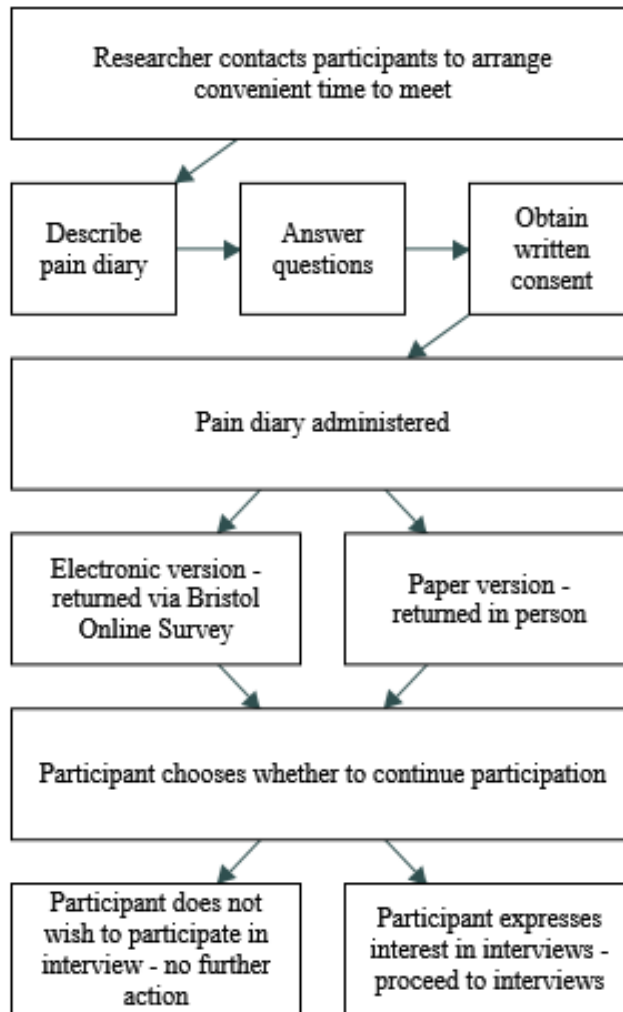 Researcher contacts participants to arrange
convenient time to meet
Describe
pain diary
Answer
questions
Obtain
written
consent
Pain diary administered
Electronic version -
returned via Bristol
Online Survey
Paper version -
returned in person
Participant chooses whether to continue participation
Participant does not
wish to participate in
interview - no further
action
Participant expresses
interest in interviews -
proceed to interviews